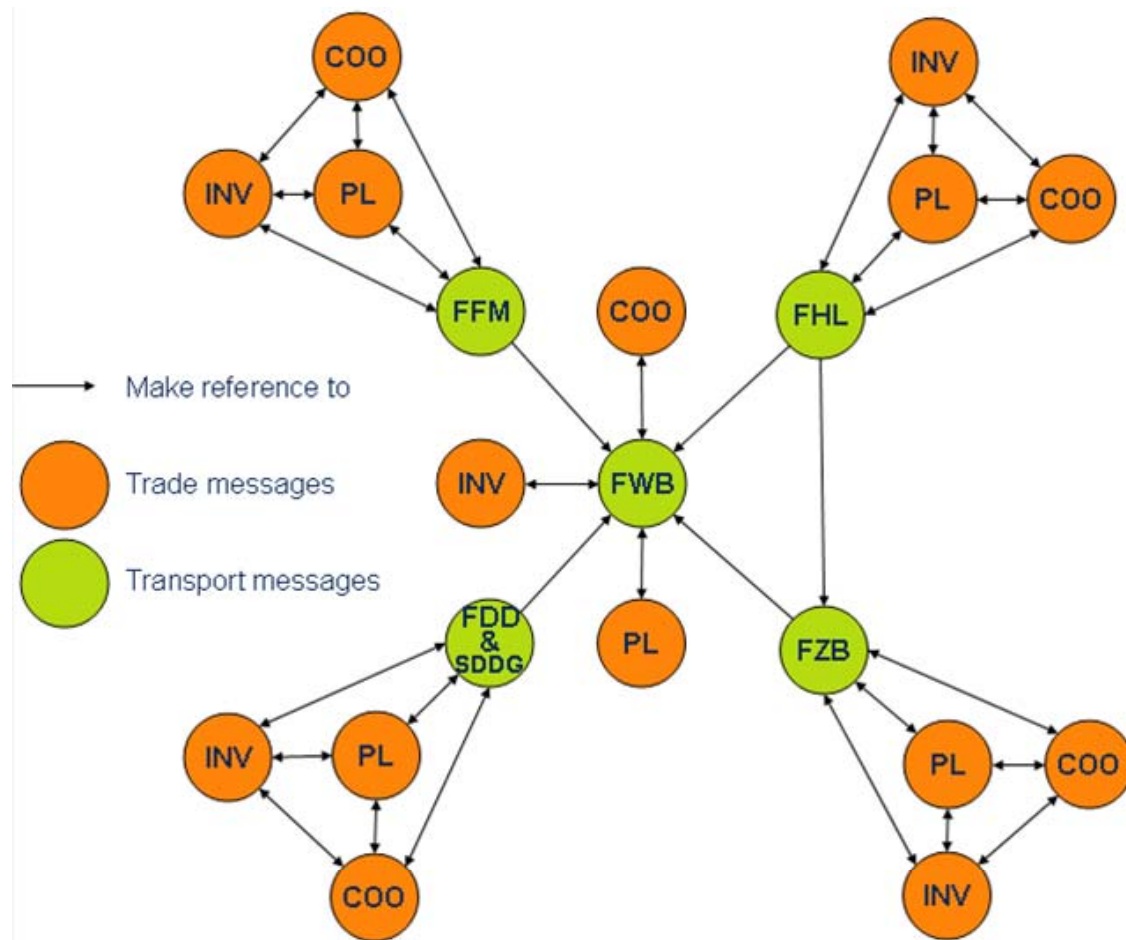 COO
INV
INV
PL
PL
COO
FFM
COO
FHL
Make reference to
Trade messages
INV
FWB
Transport messages
FDD
&
SDDG
PL
FZB
INV
PL
PL
COO
COO
INV